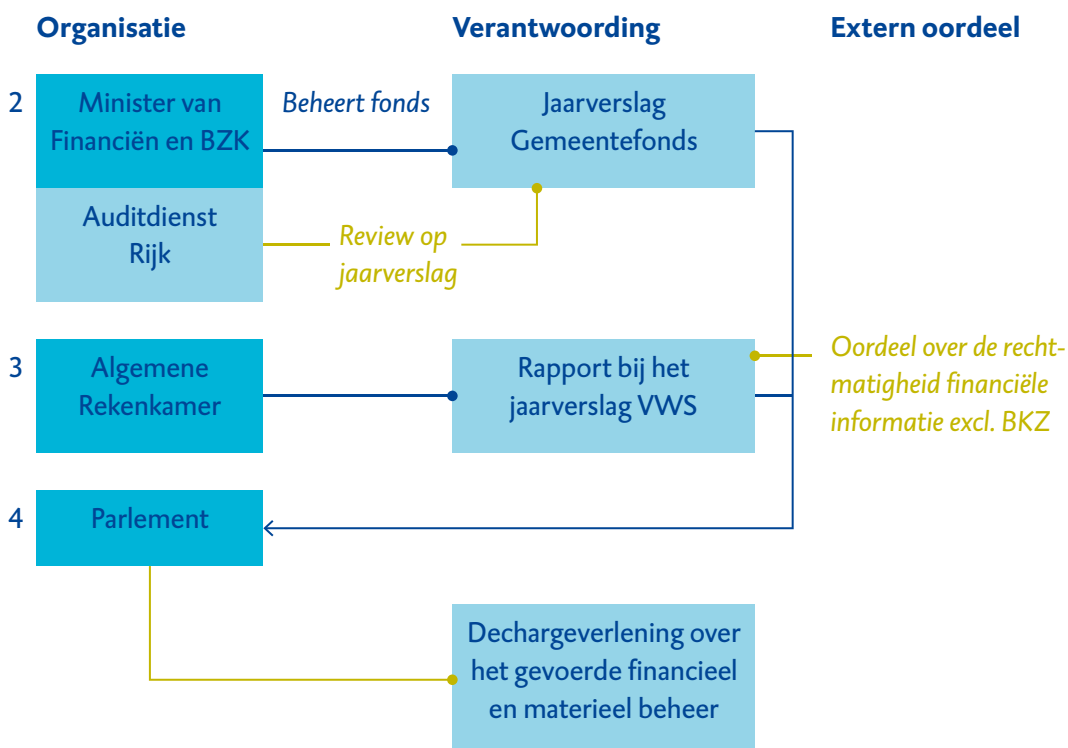 Organisatie
Verantwoording
Extern oordeel
2
Minister van
Financiën en BZK
Beheert fonds
Jaarverslag
Gemeentefonds
Auditdienst
Rijk
Review op
jaarverslag
3
Algemene
Rekenkamer
Rapport bij het
jaarverslag VWS
Oordeel over de recht-
matigheid financiële
informatie excl. BKZ
4
Parlement
Dechargeverlening over
het gevoerde financieel
en materieel beheer